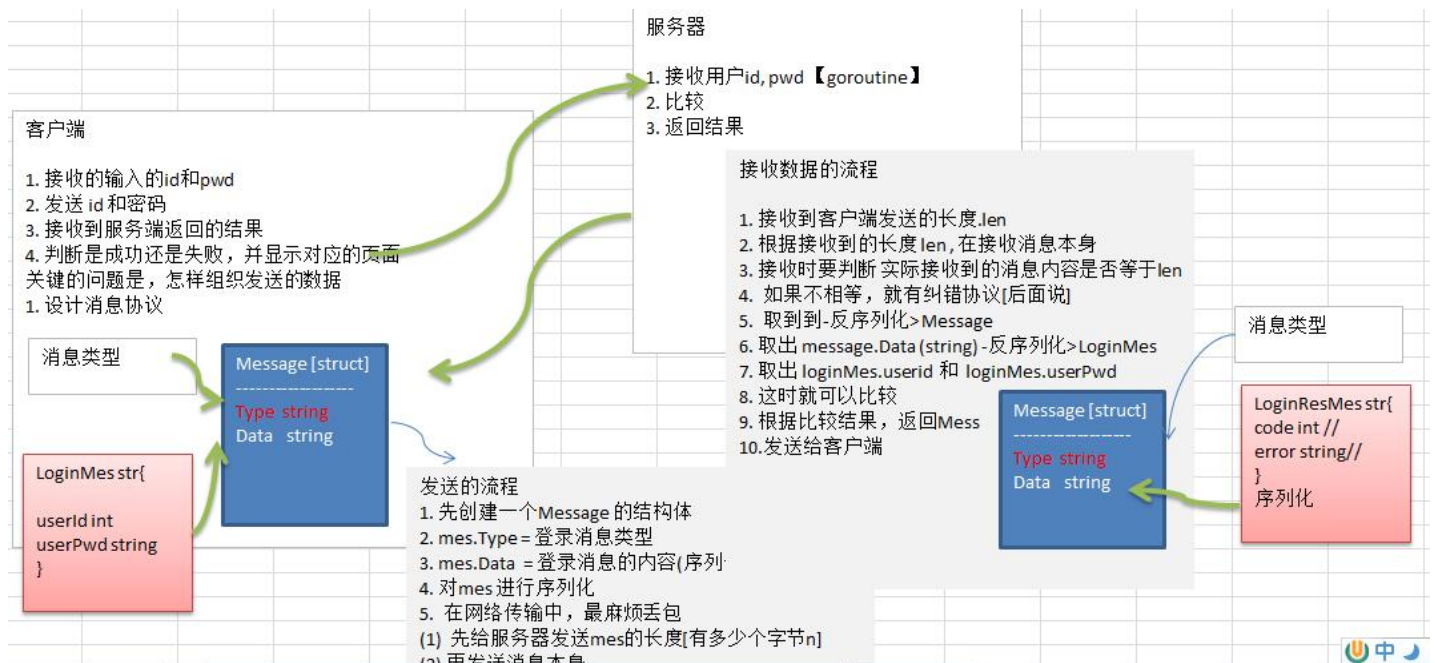 服务器
1. 接收用户id, pwd【goroutine】
2. 比较
3. 返回结果
客户端
1. 接收的输入的id和pwd
2. 发送 id 和密码
3. 接收到服务端返回的结果
4. 判断是成功还是失败，并显示对应的页面
关键的问题是，怎样组织发送的数据
1. 设计消息协议
消息类型
Message [struct]
-------------------
Type string
Data string
LoginMes str{
userId int
userPwd string
}
接收数据的流程
1. 接收到客户端发送的长度.len
2. 根据接收到的长度 len , 在接收消息本身
3. 接收时要判断 实际接收到的消息内容是否等于len
4. 如果不相等，就有纠错协议[后面说]
5. 取到到-反序列化>Message
6. 取出 message.Data (string) -反序列化>LoginMes
7. 取出 loginMes.userid 和 loginMes.userPwd
8. 这时就可以比较
9. 根据比较结果，返回Mess
10.发送给客户端
消息类型
Message [struct]
-------------------
Type string
Data string
LoginResMes str{
code int //
error string//
}
序列化
发送的流程
1. 先创建一个Message 的结构体
2. mes.Type = 登录消息类型
3. mes.Data = 登录消息的内容(序列
4. 对mes 进行序列化
5. 在网络传输中，最麻烦丢包
(1) 先给服务器发送mes的长度[有多少个字节n]
(2) 再发送消息本身
中